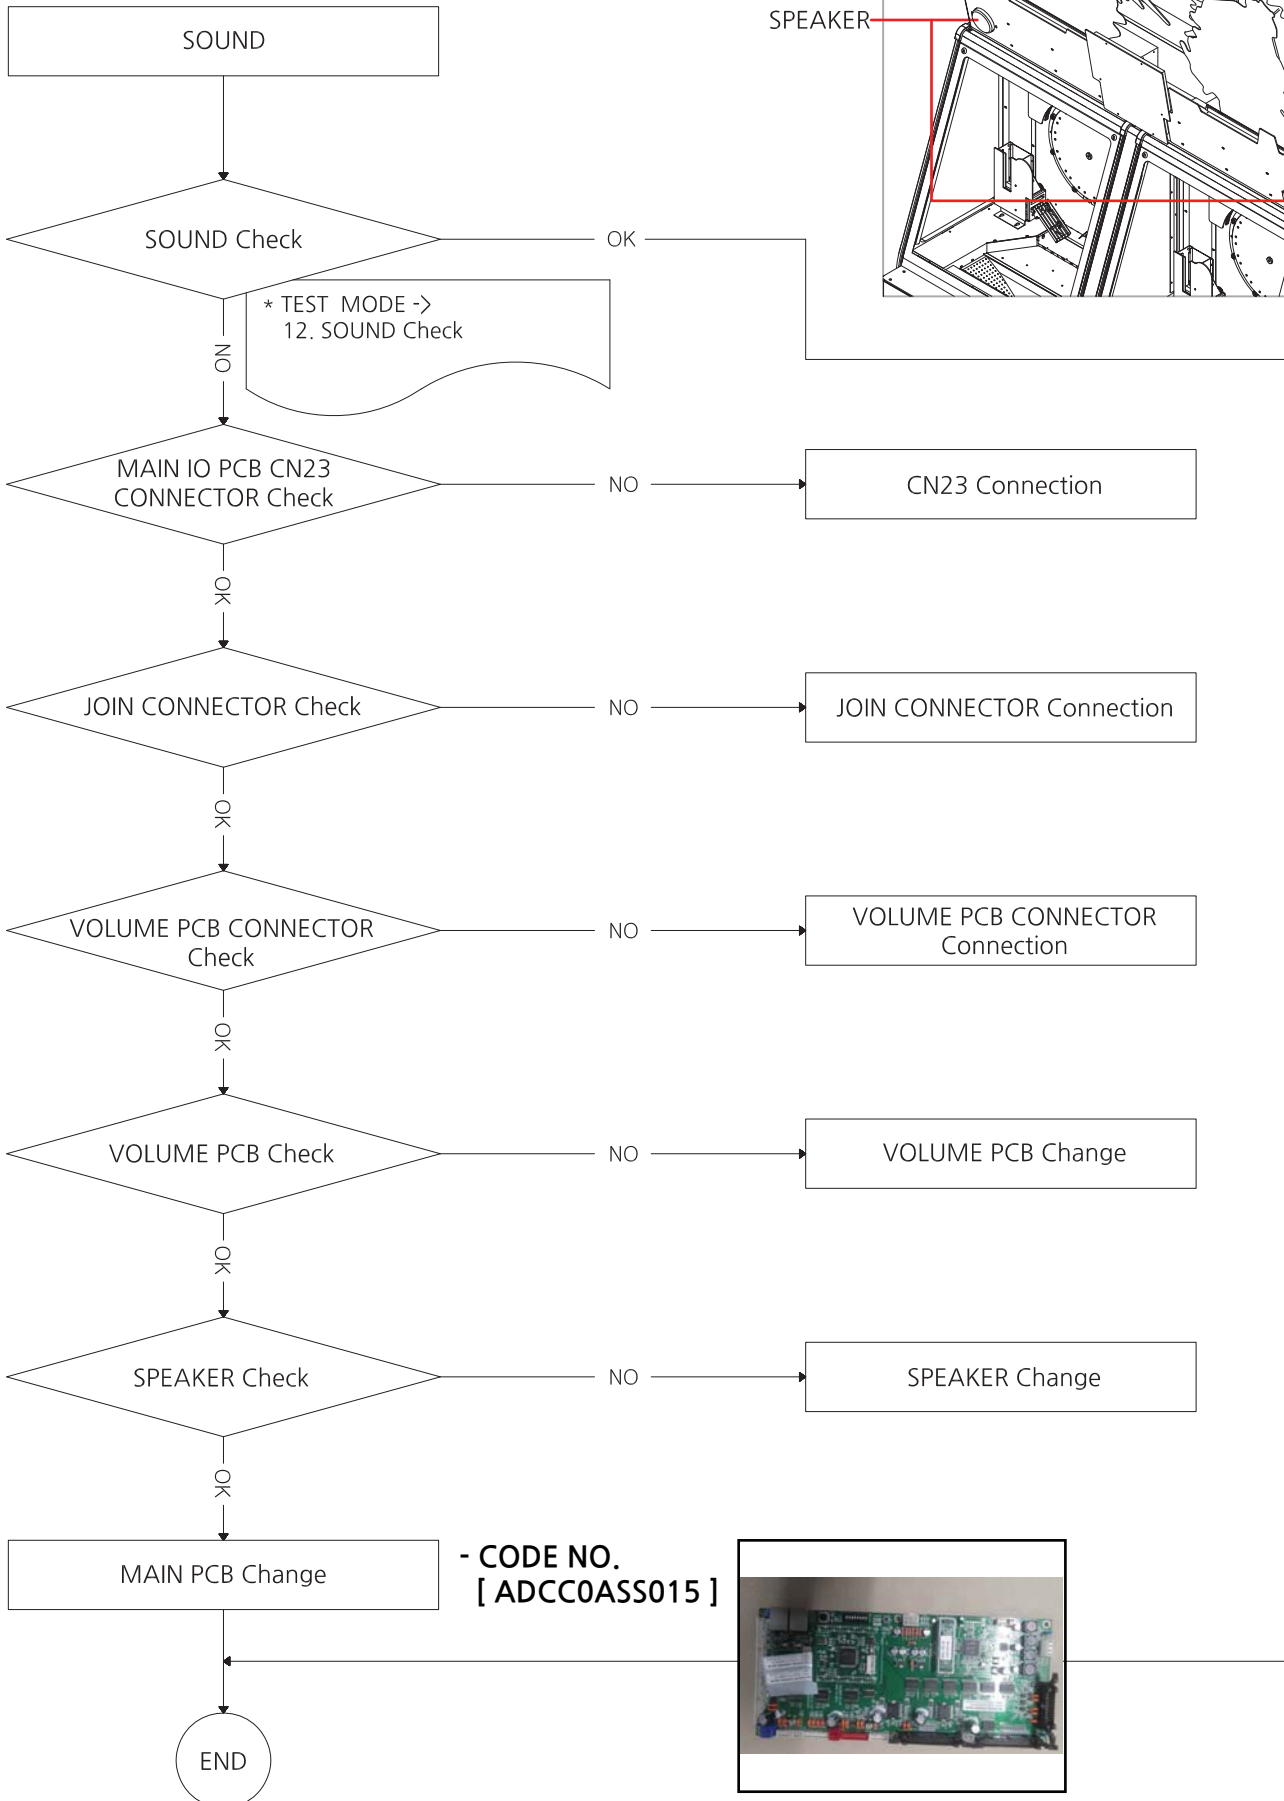 SOUND
SPEAKER
SOUND Check
OK
* TEST MODE ->
12. SOUND Check
NO
MAIN IO PCB CN23
CONNECTOR Check
NO
CN23 Connection
OK
JOIN CONNECTOR Check
NO
JOIN CONNECTOR Connection
OK
VOLUME PCB CONNECTOR
Check
NO
VOLUME PCB CONNECTOR
Connection
OK
VOLUME PCB Check
NO
VOLUME PCB Change
OK
SPEAKER Check
NO
SPEAKER Change
OK
MAIN PCB Change
- CODE NO.
[ ADCC0ASS015 ]
END